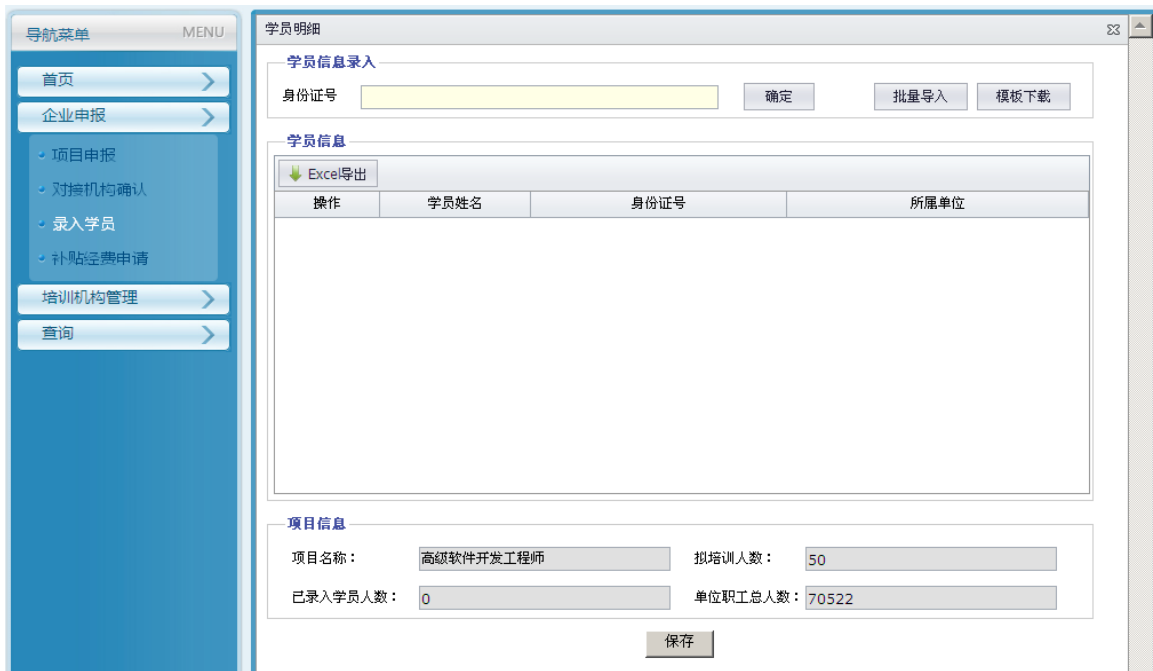 导航菜单 MENU
首页
企业申报
项目申报
对接机构确认
录入学员
补贴经费申请
培训机构管理
查询
学员明细
学员信息录入
身份证号 确定 批量导入 模板下载
学员信息
Excel导出
操作 学员姓名 身份证号 所属单位
项目信息
项目名称： 高级软件开发工程师 拟培训人数： 50
已录入学员人数： 0 单位职工总人数： 70522
保存